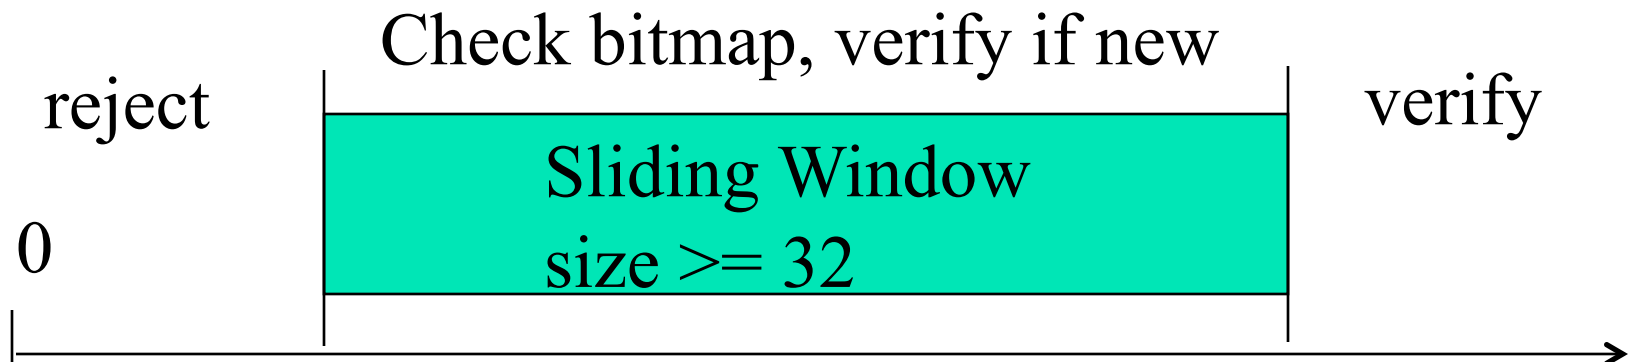 Check bitmap, verify if new
reject
verify
Sliding Window
0
size >= 32